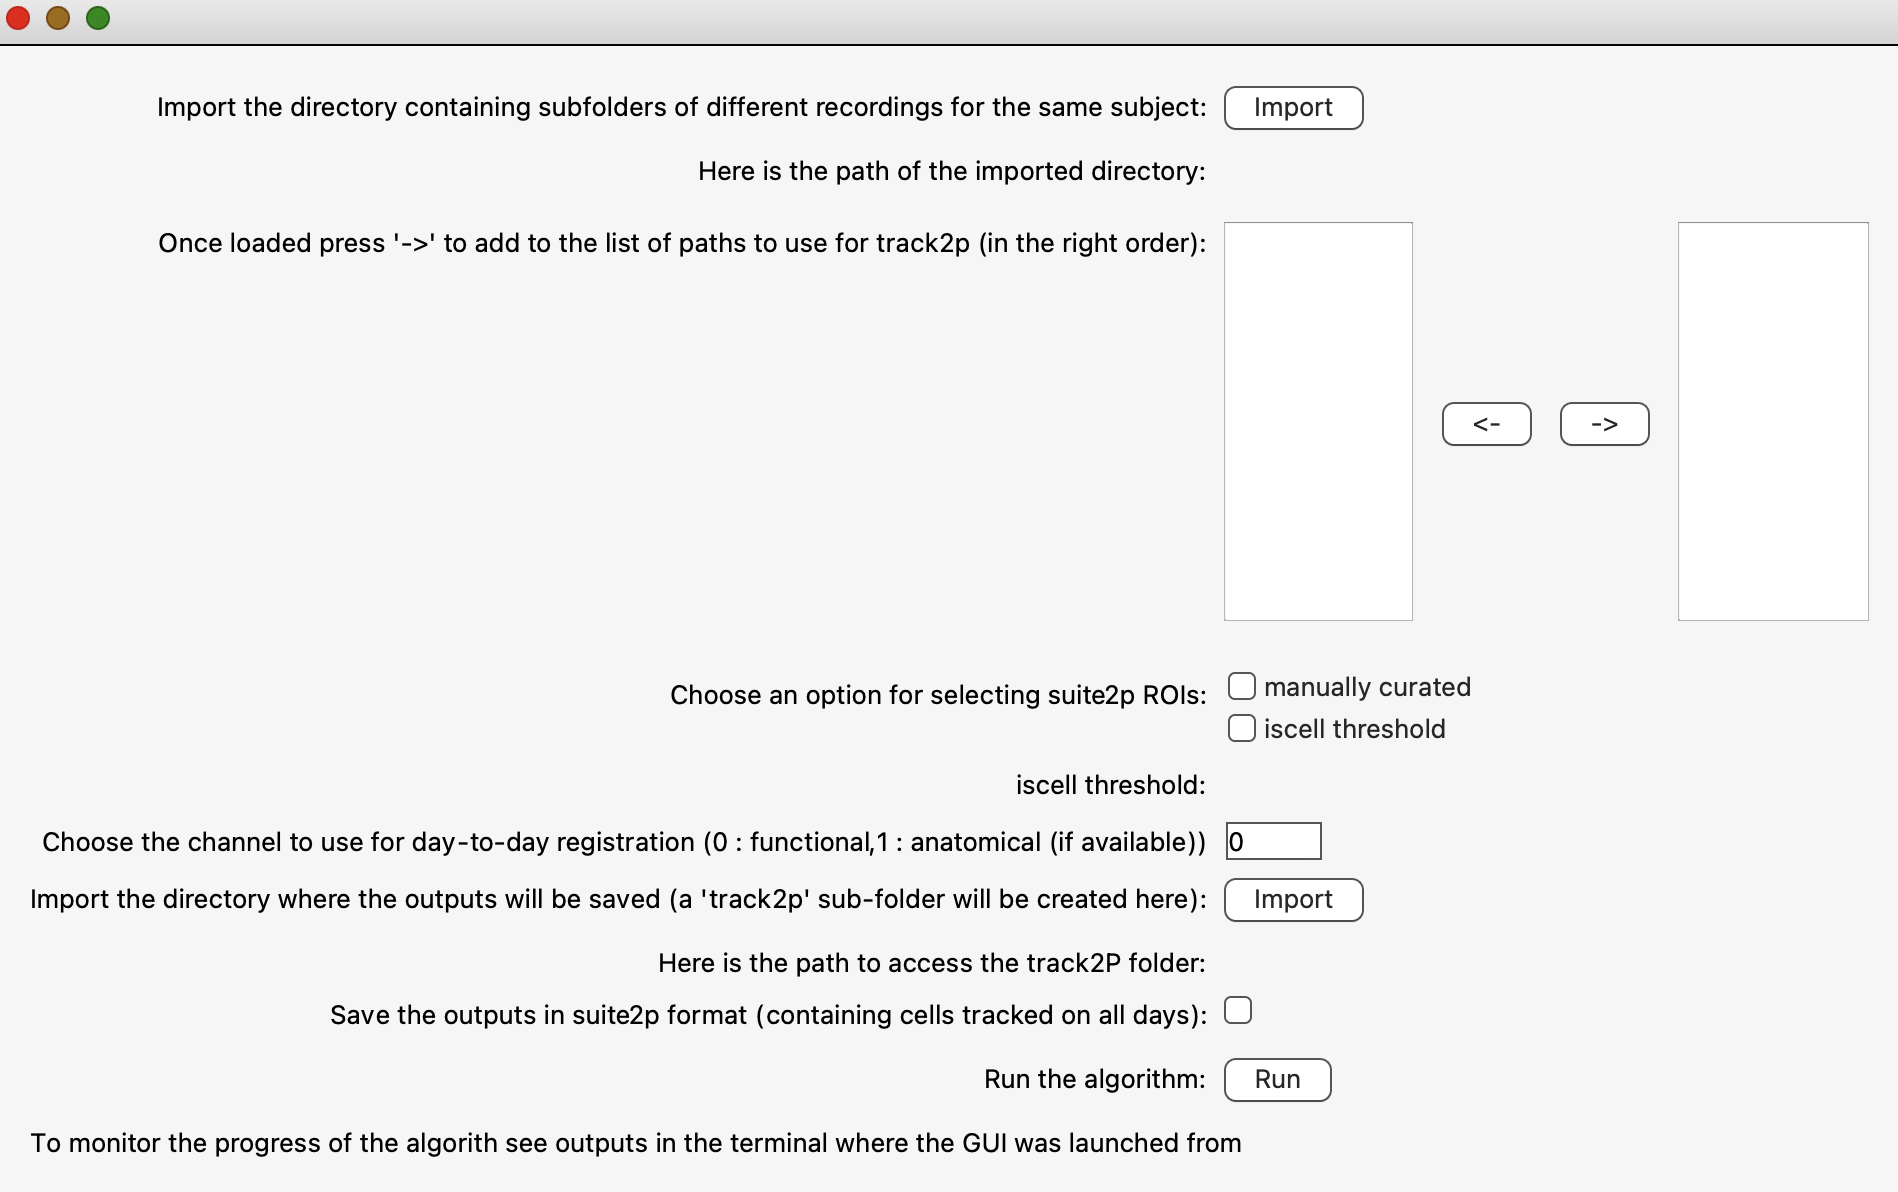 Import the directory containing subfolders of different recordings for the same subject: Import
Here is the path of the imported directory:
Once loaded press '->' to add to the list of paths to use for track2p (in the right order):
<- ->
Choose an option for selecting suite2p ROIs: manually curated
iscell threshold
iscell threshold:
Choose the channel to use for day-to-day registration (0 : functional,1 : anatomical (if available)) 0
Import the directory where the outputs will be saved (a 'track2p' sub-folder will be created here): Import
Here is the path to access the track2P folder:
Save the outputs in suite2p format (containing cells tracked on all days):
Run the algorithm: Run
To monitor the progress of the algorith see outputs in the terminal where the GUI was launched from